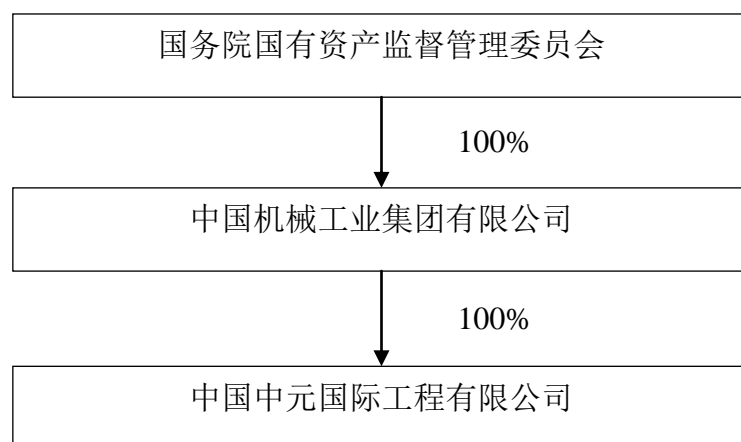 国务院国有资产监督管理委员会
100%
中国机械工业集团有限公司
100%
中国中元国际工程有限公司